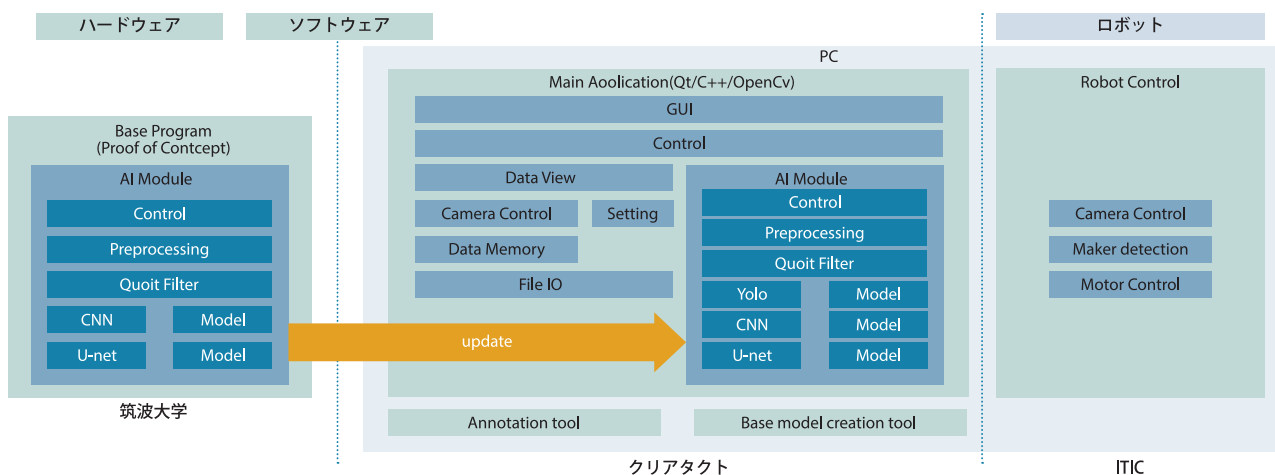 ハードウェア
ソフトウェア
ロボット
PC
Base Program
(Proof of Contcept)
AI Module
Control
Preprocessing
Quoit Filter
CNN
Model
U-net
Model
筑波大学
update
Main Aoolication(Qt/C++/OpenCv)
GUI
Control
Data View
Camera Control
Setting
Data Memory
File IO
AI Module
Control
Preprocessing
Quoit Filter
Yolo
Model
CNN
Model
U-net
Model
Annotation tool
Base model creation tool
クリアタクト
Robot Control
Camera Control
Maker detection
Motor Control
ITIC